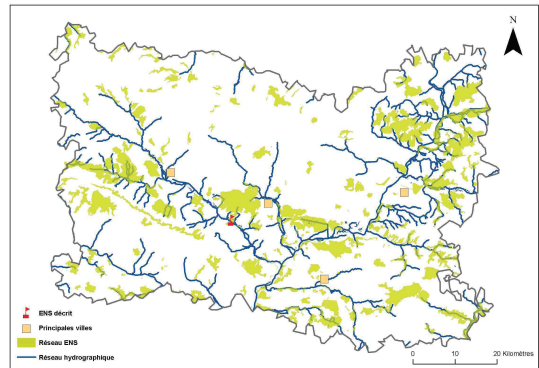 N
ENS décrit
Principales villes
Réseau ENS
Réseau hydrographique
0 10 20 Kilomètres